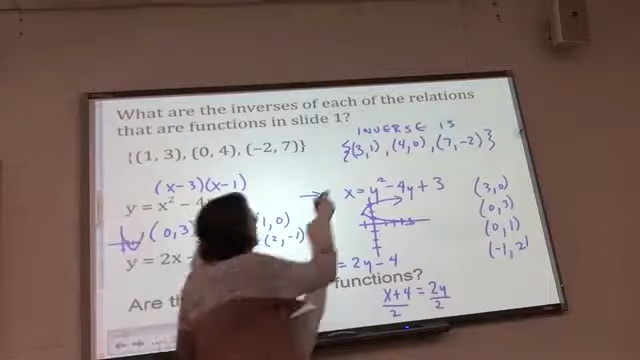 What are the inverses of each of the relations
that are functions in slide 1?
INVERSE IS
{(1, 3), (0, 4), (−2, 7)}
{(3,1), (4,0), (7,-2)}
(x-3)(x-1)
y = x² − 4
x = y² - 4y + 3
(3,0)
(0,3)
(0,1)
(-1,2)
(0,3)
(1,0)
(2,-1)
y = 2x
= 2y - 4
Are
functions?
x+4 = 2y
2 2